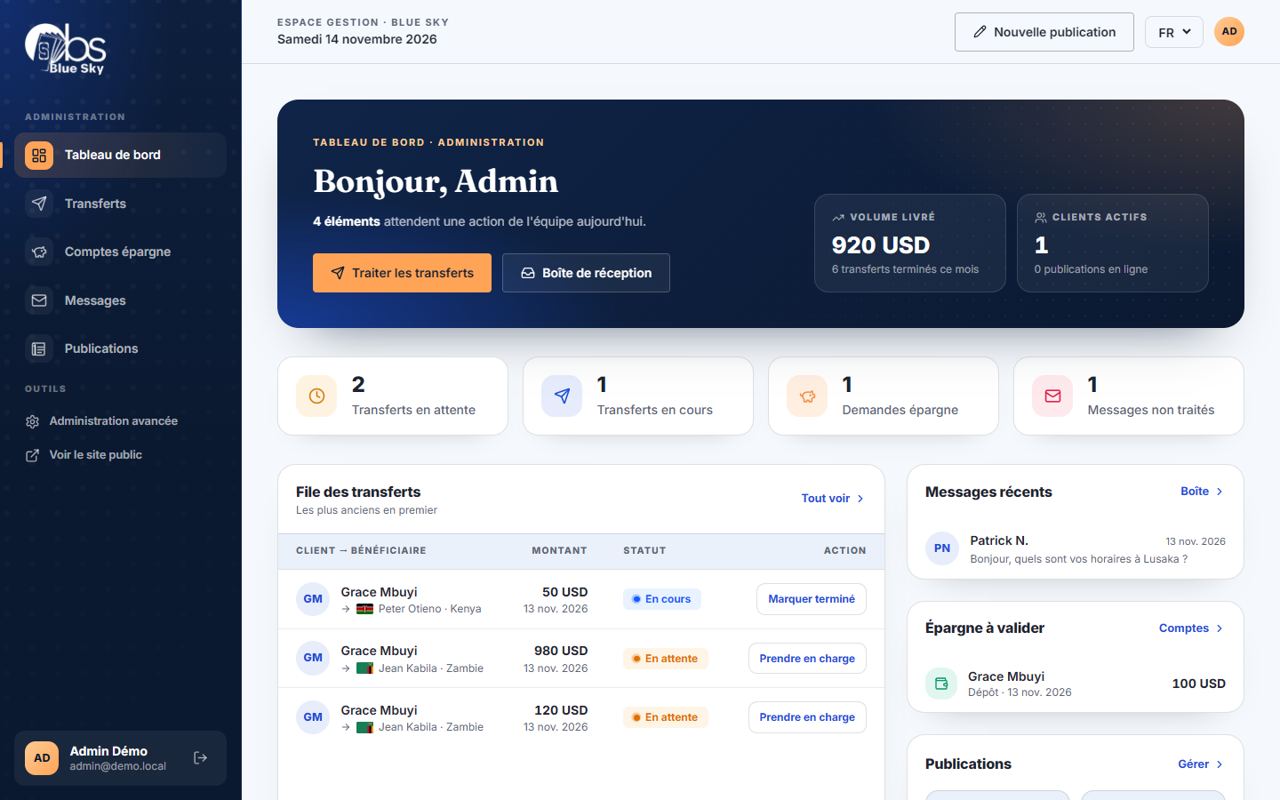 bs
Blue Sky
ADMINISTRATION
Tableau de bord
Transferts
Comptes épargne
Messages
Publications
OUTILS
Administration avancée
Voir le site public
AD
Admin Démo
admin@demo.local
ESPACE GESTION · BLUE SKY
Samedi 14 novembre 2026
Nouvelle publication
FR
AD
TABLEAU DE BORD · ADMINISTRATION
Bonjour, Admin
4 éléments attendent une action de l'équipe aujourd'hui.
Traiter les transferts
Boîte de réception
VOLUME LIVRÉ
920 USD
6 transferts terminés ce mois
CLIENTS ACTIFS
1
0 publications en ligne
2
Transferts en attente
1
Transferts en cours
1
Demandes épargne
1
Messages non traités
File des transferts
Les plus anciens en premier
Tout voir
CLIENT → BÉNÉFICIAIRE MONTANT STATUT ACTION
GM Grace Mbuyi 50 USD En cours Marquer terminé
→ Peter Otieno · Kenya 13 nov. 2026
GM Grace Mbuyi 980 USD En attente Prendre en charge
→ Jean Kabila · Zambie 13 nov. 2026
GM Grace Mbuyi 120 USD En attente Prendre en charge
→ Jean Kabila · Zambie 13 nov. 2026
Messages récents
Boîte
PN Patrick N. 13 nov. 2026
Bonjour, quels sont vos horaires à Lusaka ?
Épargne à valider
Comptes
Grace Mbuyi 100 USD
Dépôt · 13 nov. 2026
Publications
Gérer